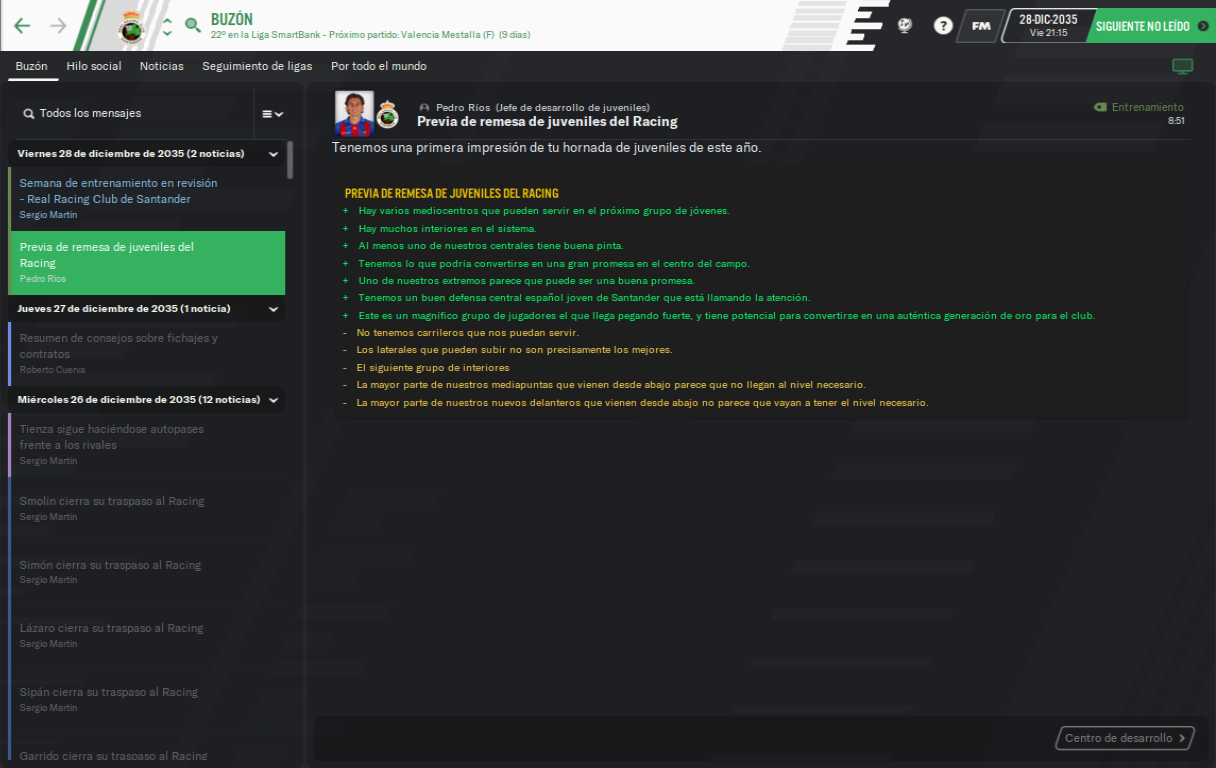 BUZÓN
22º en la Liga SmartBank - Próximo partido: Valencia Mestalla (F) (9 días)
?
FM
28-DIC-2035
Vie 21:15
SIGUIENTE NO LEÍDO
Buzón
Hilo social
Noticias
Seguimiento de ligas
Por todo el mundo
Todos los mensajes
Viernes 28 de diciembre de 2035 (2 noticias)
Semana de entrenamiento en revisión
- Real Racing Club de Santander
Sergio Martín
Previa de remesa de juveniles del
Racing
Pedro Ríos
Jueves 27 de diciembre de 2035 (1 noticia)
Resumen de consejos sobre fichajes y
contratos
Roberto Cuerva
Miércoles 26 de diciembre de 2035 (12 noticias)
Tienza sigue haciéndose autopases
frente a los rivales
Sergio Martín
Smolin cierra su traspaso al Racing
Sergio Martín
Simón cierra su traspaso al Racing
Sergio Martín
Lázaro cierra su traspaso al Racing
Sergio Martín
Sipán cierra su traspaso al Racing
Sergio Martín
Garrido cierra su traspaso al Racing
Pedro Ríos (Jefe de desarrollo de juveniles)
Previa de remesa de juveniles del Racing
Entrenamiento
8:51
Tenemos una primera impresión de tu hornada de juveniles de este año.
PREVIA DE REMESA DE JUVENILES DEL RACING
+ Hay varios mediocentros que pueden servir en el próximo grupo de jóvenes.
+ Hay muchos interiores en el sistema.
+ Al menos uno de nuestros centrales tiene buena pinta.
+ Tenemos lo que podría convertirse en una gran promesa en el centro del campo.
+ Uno de nuestros extremos parece que puede ser una buena promesa.
+ Tenemos un buen defensa central español joven de Santander que está llamando la atención.
+ Este es un magnífico grupo de jugadores el que llega pegando fuerte, y tiene potencial para convertirse en una auténtica generación de oro para el club.
- No tenemos carrileros que nos puedan servir.
- Los laterales que pueden subir no son precisamente los mejores.
- El siguiente grupo de interiores
- La mayor parte de nuestros mediapuntas que vienen desde abajo parece que no llegan al nivel necesario.
- La mayor parte de nuestros nuevos delanteros que vienen desde abajo no parece que vayan a tener el nivel necesario.
Centro de desarrollo